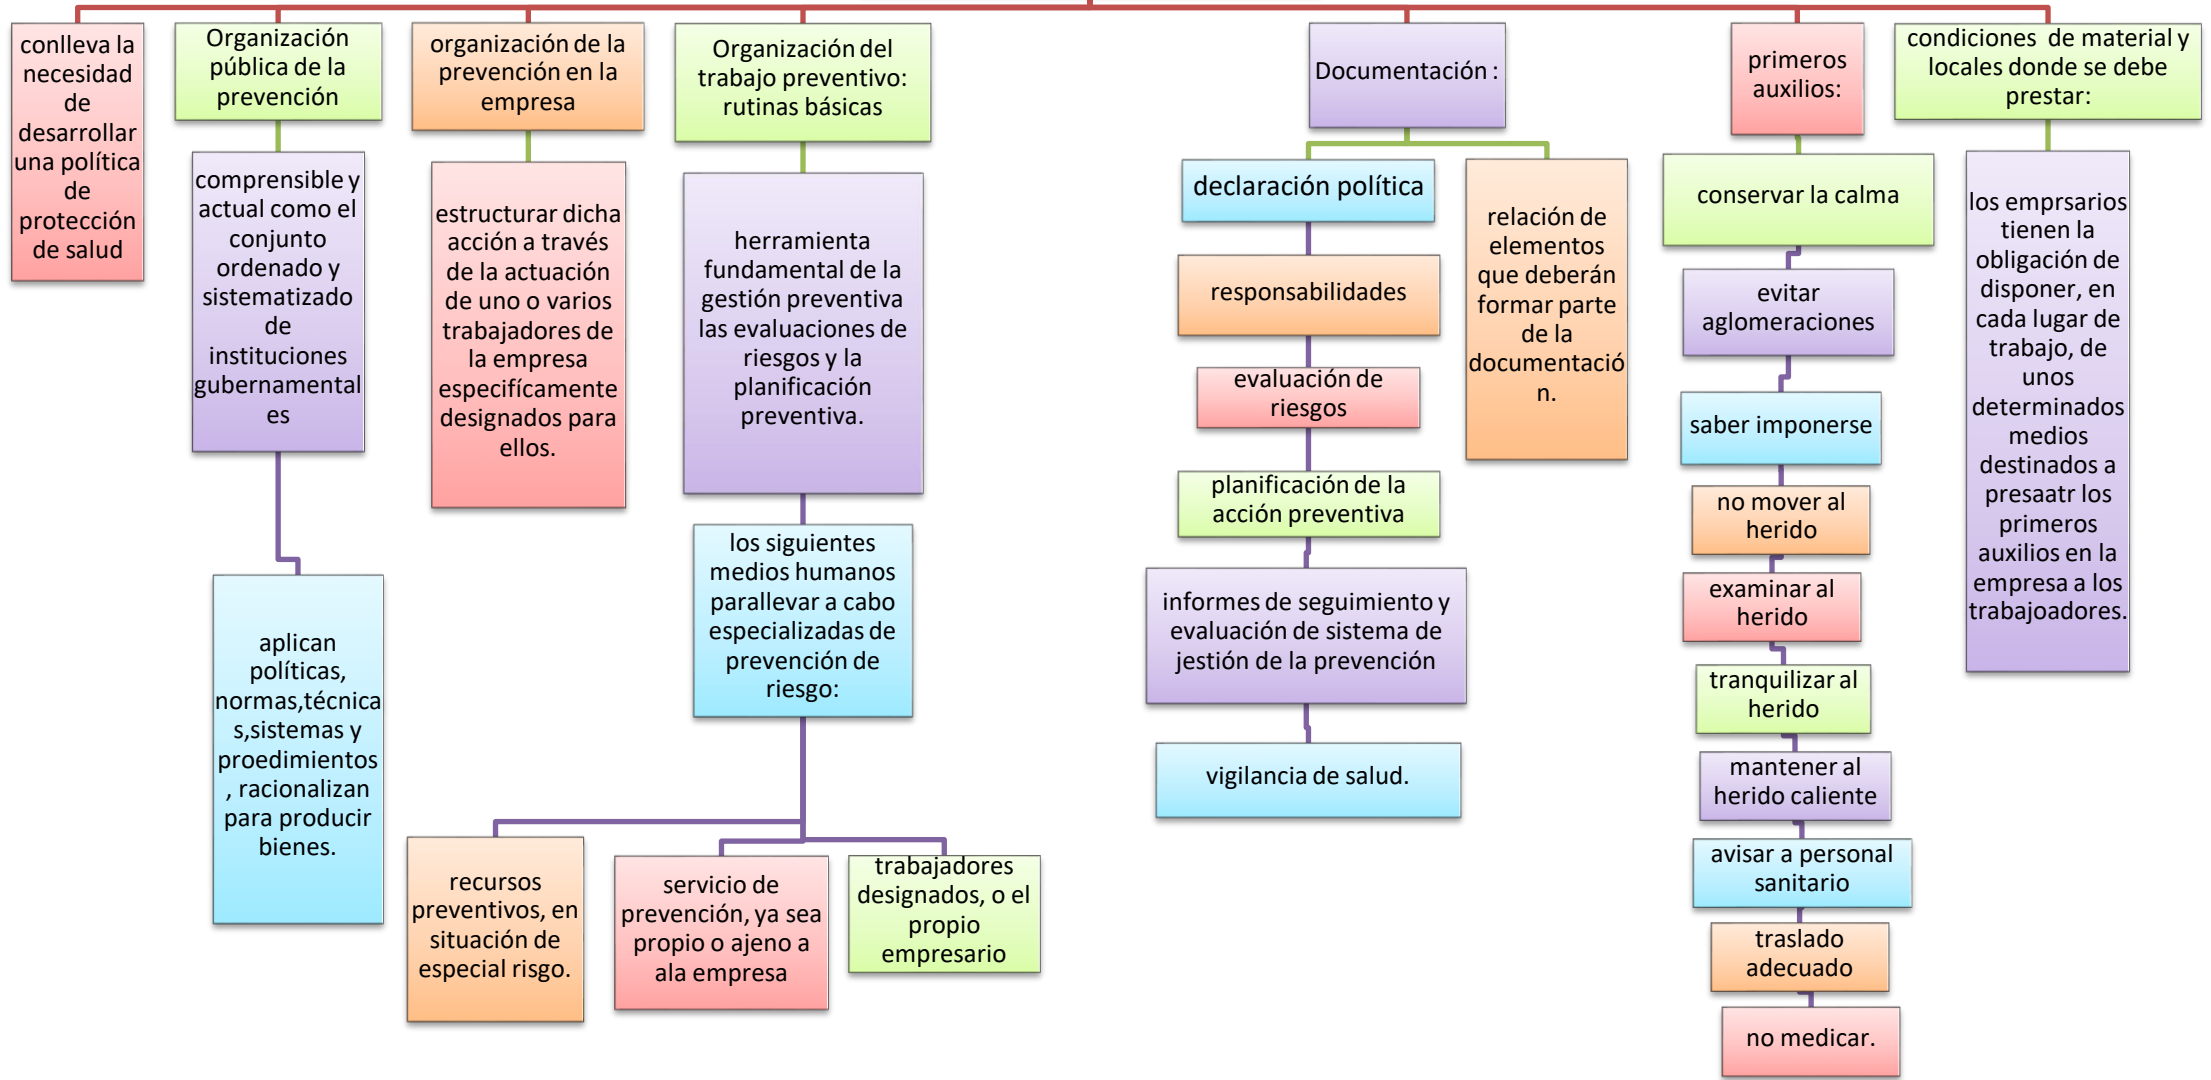 conlleva la
necesidad
de
desarrollar
una política
de
protección
de salud
Organización
pública de la
prevención
comprensible y
actual como el
conjunto
ordenado y
sistematizado
de
instituciones
gubernamental
es
aplican
políticas,
normas,técnica
s,sistemas y
proedimientos
, racionalizan
para producir
bienes.
organización de la
prevención en la
empresa
estructurar dicha
acción a través
de la actuación
de uno o varios
trabajadores de
la empresa
específicamente
designados para
ellos.
Organización del
trabajo preventivo:
rutinas básicas
herramienta
fundamental de la
gestión preventiva
las evaluaciones de
riesgos y la
planificación
preventiva.
los siguientes
medios humanos
parallevar a cabo
especializadas de
prevención de
riesgo:
recursos
preventivos, en
situación de
especial risgo.
servicio de
prevención, ya sea
propio o ajeno a
ala empresa
trabajadores
designados, o el
propio
empresario
Documentación :
declaración política
responsabilidades
evaluación de
riesgos
planificación de la
acción preventiva
informes de seguimiento y
evaluación de sistema de
jestión de la prevención
vigilancia de salud.
relación de
elementos
que deberán
formar parte
de la
documentació
n.
primeros
auxilios:
conservar la calma
evitar
aglomeraciones
saber imponerse
no mover al
herido
examinar al
herido
tranquilizar al
herido
mantener al
herido caliente
avisar a personal
sanitario
traslado
adecuado
no medicar.
condiciones  de material y
locales donde se debe
prestar:
los emprsarios
tienen la
obligación de
disponer, en
cada lugar de
trabajo, de
unos
determinados
medios
destinados a
presaatr los
primeros
auxilios en la
empresa a los
trabajoadores.